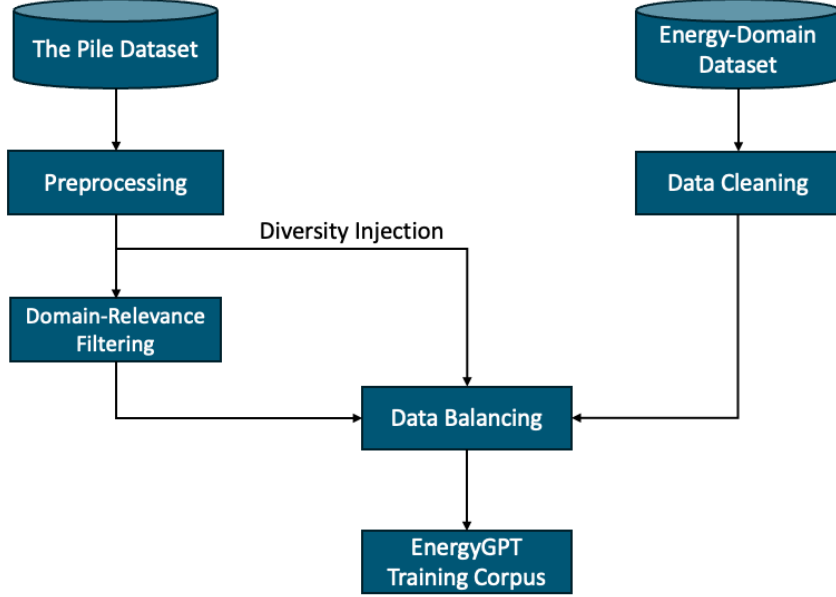 The Pile Dataset
Energy-Domain
Dataset
Preprocessing
Data Cleaning
Diversity Injection
Domain-Relevance
Filtering
Data Balancing
EnergyGPT
Training Corpus